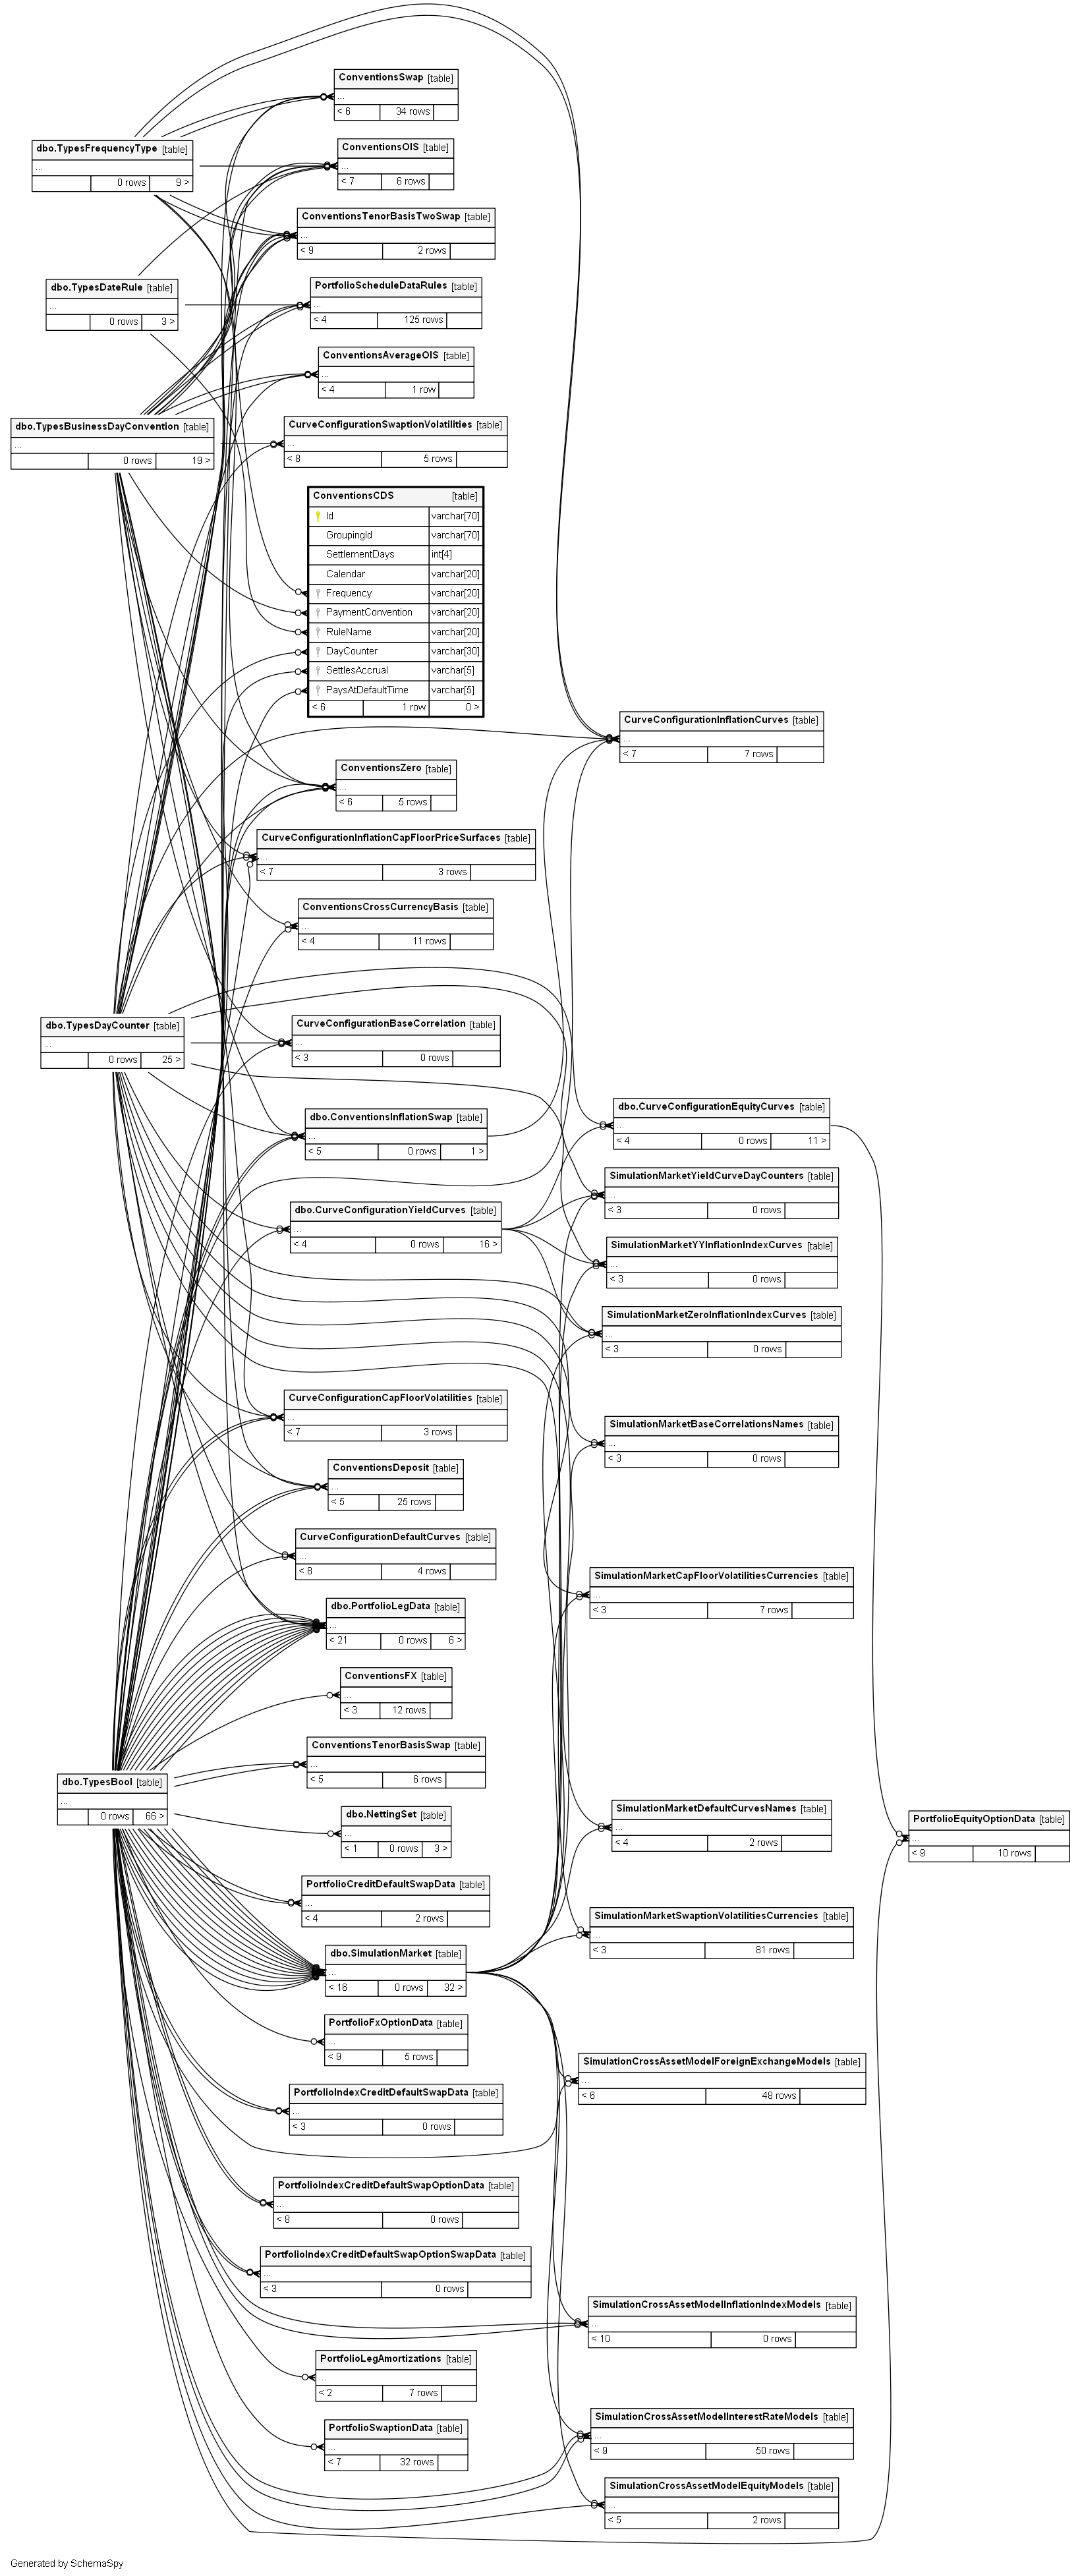 ConventionsSwap [table]
...
< 6 34 rows
dbo.TypesFrequencyType [table]
...
0 rows 9 >
ConventionsOIS [table]
...
< 7 6 rows
ConventionsTenorBasisTwoSwap [table]
...
< 9 2 rows
dbo.TypesDateRule [table]
...
0 rows 3 >
PortfolioScheduleDataRules [table]
...
< 4 125 rows
ConventionsAverageOIS [table]
...
< 4 1 row
dbo.TypesBusinessDayConvention [table]
...
0 rows 19 >
CurveConfigurationSwaptionVolatilities [table]
...
< 8 5 rows
ConventionsCDS [table]
Id varchar[70]
GroupingId varchar[70]
SettlementDays int[4]
Calendar varchar[20]
Frequency varchar[20]
PaymentConvention varchar[20]
RuleName varchar[20]
DayCounter varchar[30]
SettlesAccrual varchar[5]
PaysAtDefaultTime varchar[5]
< 6 1 row 0 >
CurveConfigurationInflationCurves [table]
...
< 7 7 rows
ConventionsZero [table]
...
< 6 5 rows
CurveConfigurationInflationCapFloorPriceSurfaces [table]
...
< 7 3 rows
ConventionsCrossCurrencyBasis [table]
...
< 4 11 rows
dbo.TypesDayCounter [table]
...
0 rows 25 >
CurveConfigurationBaseCorrelation [table]
...
< 3 0 rows
dbo.ConventionsInflationSwap [table]
...
< 5 0 rows 1 >
dbo.CurveConfigurationEquityCurves [table]
...
< 4 0 rows 11 >
SimulationMarketYieldCurveDayCounters [table]
...
< 3 0 rows
dbo.CurveConfigurationYieldCurves [table]
...
< 4 0 rows 16 >
SimulationMarketYYInflationIndexCurves [table]
...
< 3 0 rows
SimulationMarketZeroInflationIndexCurves [table]
...
< 3 0 rows
CurveConfigurationCapFloorVolatilities [table]
...
< 7 3 rows
SimulationMarketBaseCorrelationsNames [table]
...
< 3 0 rows
ConventionsDeposit [table]
...
< 5 25 rows
CurveConfigurationDefaultCurves [table]
...
< 8 4 rows
SimulationMarketCapFloorVolatilitiesCurrencies [table]
...
< 3 7 rows
dbo.PortfolioLegData [table]
...
< 21 0 rows 6 >
ConventionsFX [table]
...
< 3 12 rows
ConventionsTenorBasisSwap [table]
...
< 5 6 rows
dbo.TypesBool [table]
...
0 rows 66 >
dbo.NettingSet [table]
...
< 1 0 rows 3 >
SimulationMarketDefaultCurvesNames [table]
...
< 4 2 rows
PortfolioEquityOptionData [table]
...
< 9 10 rows
PortfolioCreditDefaultSwapData [table]
...
< 4 2 rows
SimulationMarketSwaptionVolatilitiesCurrencies [table]
...
< 3 81 rows
dbo.SimulationMarket [table]
...
< 16 0 rows 32 >
PortfolioFxOptionData [table]
...
< 9 5 rows
SimulationCrossAssetModelForeignExchangeModels [table]
...
< 6 48 rows
PortfolioIndexCreditDefaultSwapData [table]
...
< 3 0 rows
PortfolioIndexCreditDefaultSwapOptionData [table]
...
< 8 0 rows
PortfolioIndexCreditDefaultSwapOptionSwapData [table]
...
< 3 0 rows
SimulationCrossAssetModelInflationIndexModels [table]
...
< 10 0 rows
PortfolioLegAmortizations [table]
...
< 2 7 rows
SimulationCrossAssetModelInterestRateModels [table]
...
< 9 50 rows
PortfolioSwaptionData [table]
...
< 7 32 rows
SimulationCrossAssetModelEquityModels [table]
...
< 5 2 rows
Generated by SchemaSpy